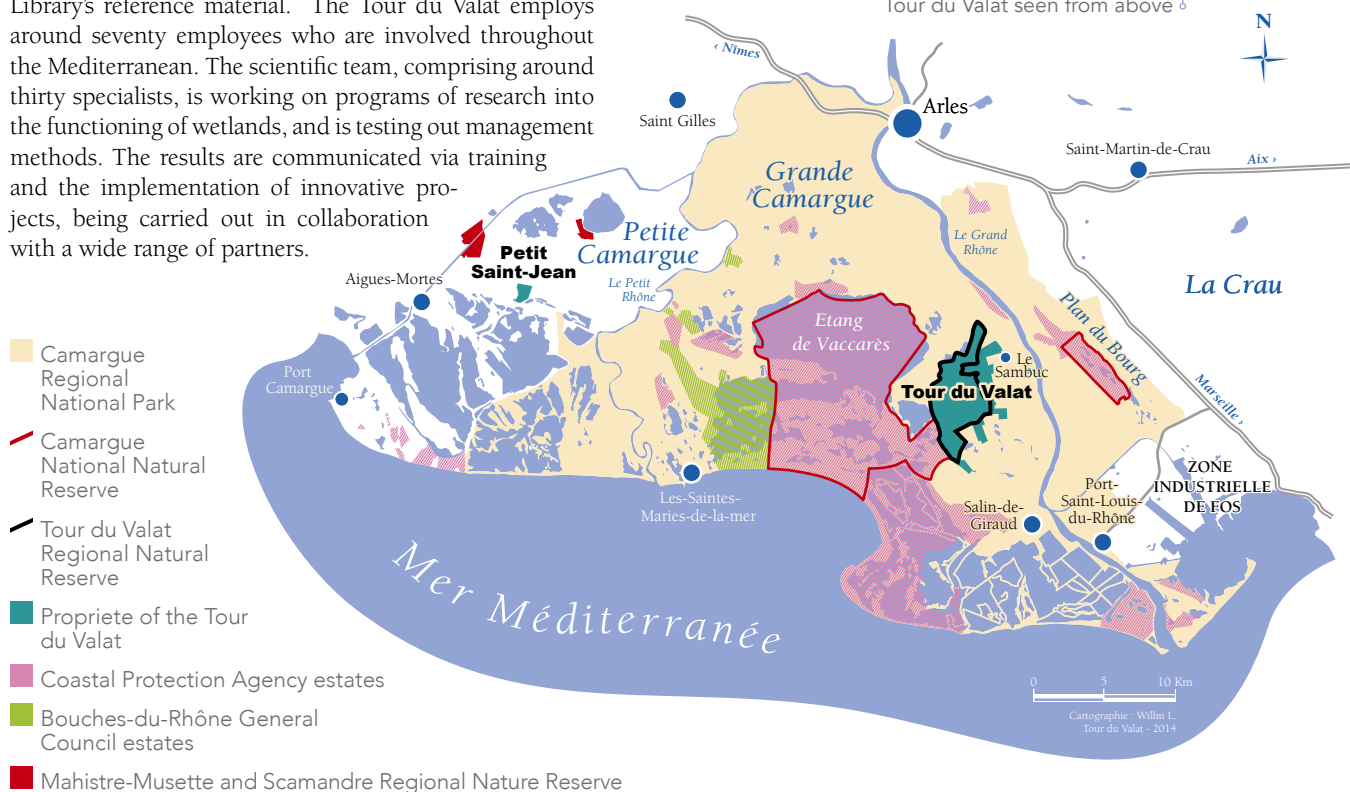 Library's reference material. The Tour du Valat employs
around seventy employees who are involved throughout
the Mediterranean. The scientific team, comprising around
thirty specialists, is working on programs of research into
the functioning of wetlands, and is testing out management
methods. The results are communicated via training
and the implementation of innovative pro-
jects, being carried out in collaboration
with a wide range of partners.
Tour du Valat seen from above
N
‹ Nîmes
Arles
Saint Gilles
Saint-Martin-de-Crau
Aix ›
Grande
Camargue
Petite
Camargue
Petit
Saint-Jean
Le Petit
Rhône
Le Grand
Rhône
La Crau
Aigues-Mortes
Plan du Bourg
Etang
de Vaccarès
Le
Sambuc
Tour du Valat
Marseille ›
Port
Camargue
ZONE
INDUSTRIELLE
DE FOS
Port-
Saint-Louis-
du-Rhône
Les-Saintes-
Maries-de-la-mer
Salin-de-
Giraud
Mer Méditerranée
0 5 10 Km
Cartographie : Willm L.
Tour du Valat - 2014
Camargue
Regional
National Park
Camargue
National Natural
Reserve
Tour du Valat
Regional Natural
Reserve
Propriete of the Tour
du Valat
Coastal Protection Agency estates
Bouches-du-Rhône General
Council estates
Mahistre-Musette and Scamandre Regional Nature Reserve